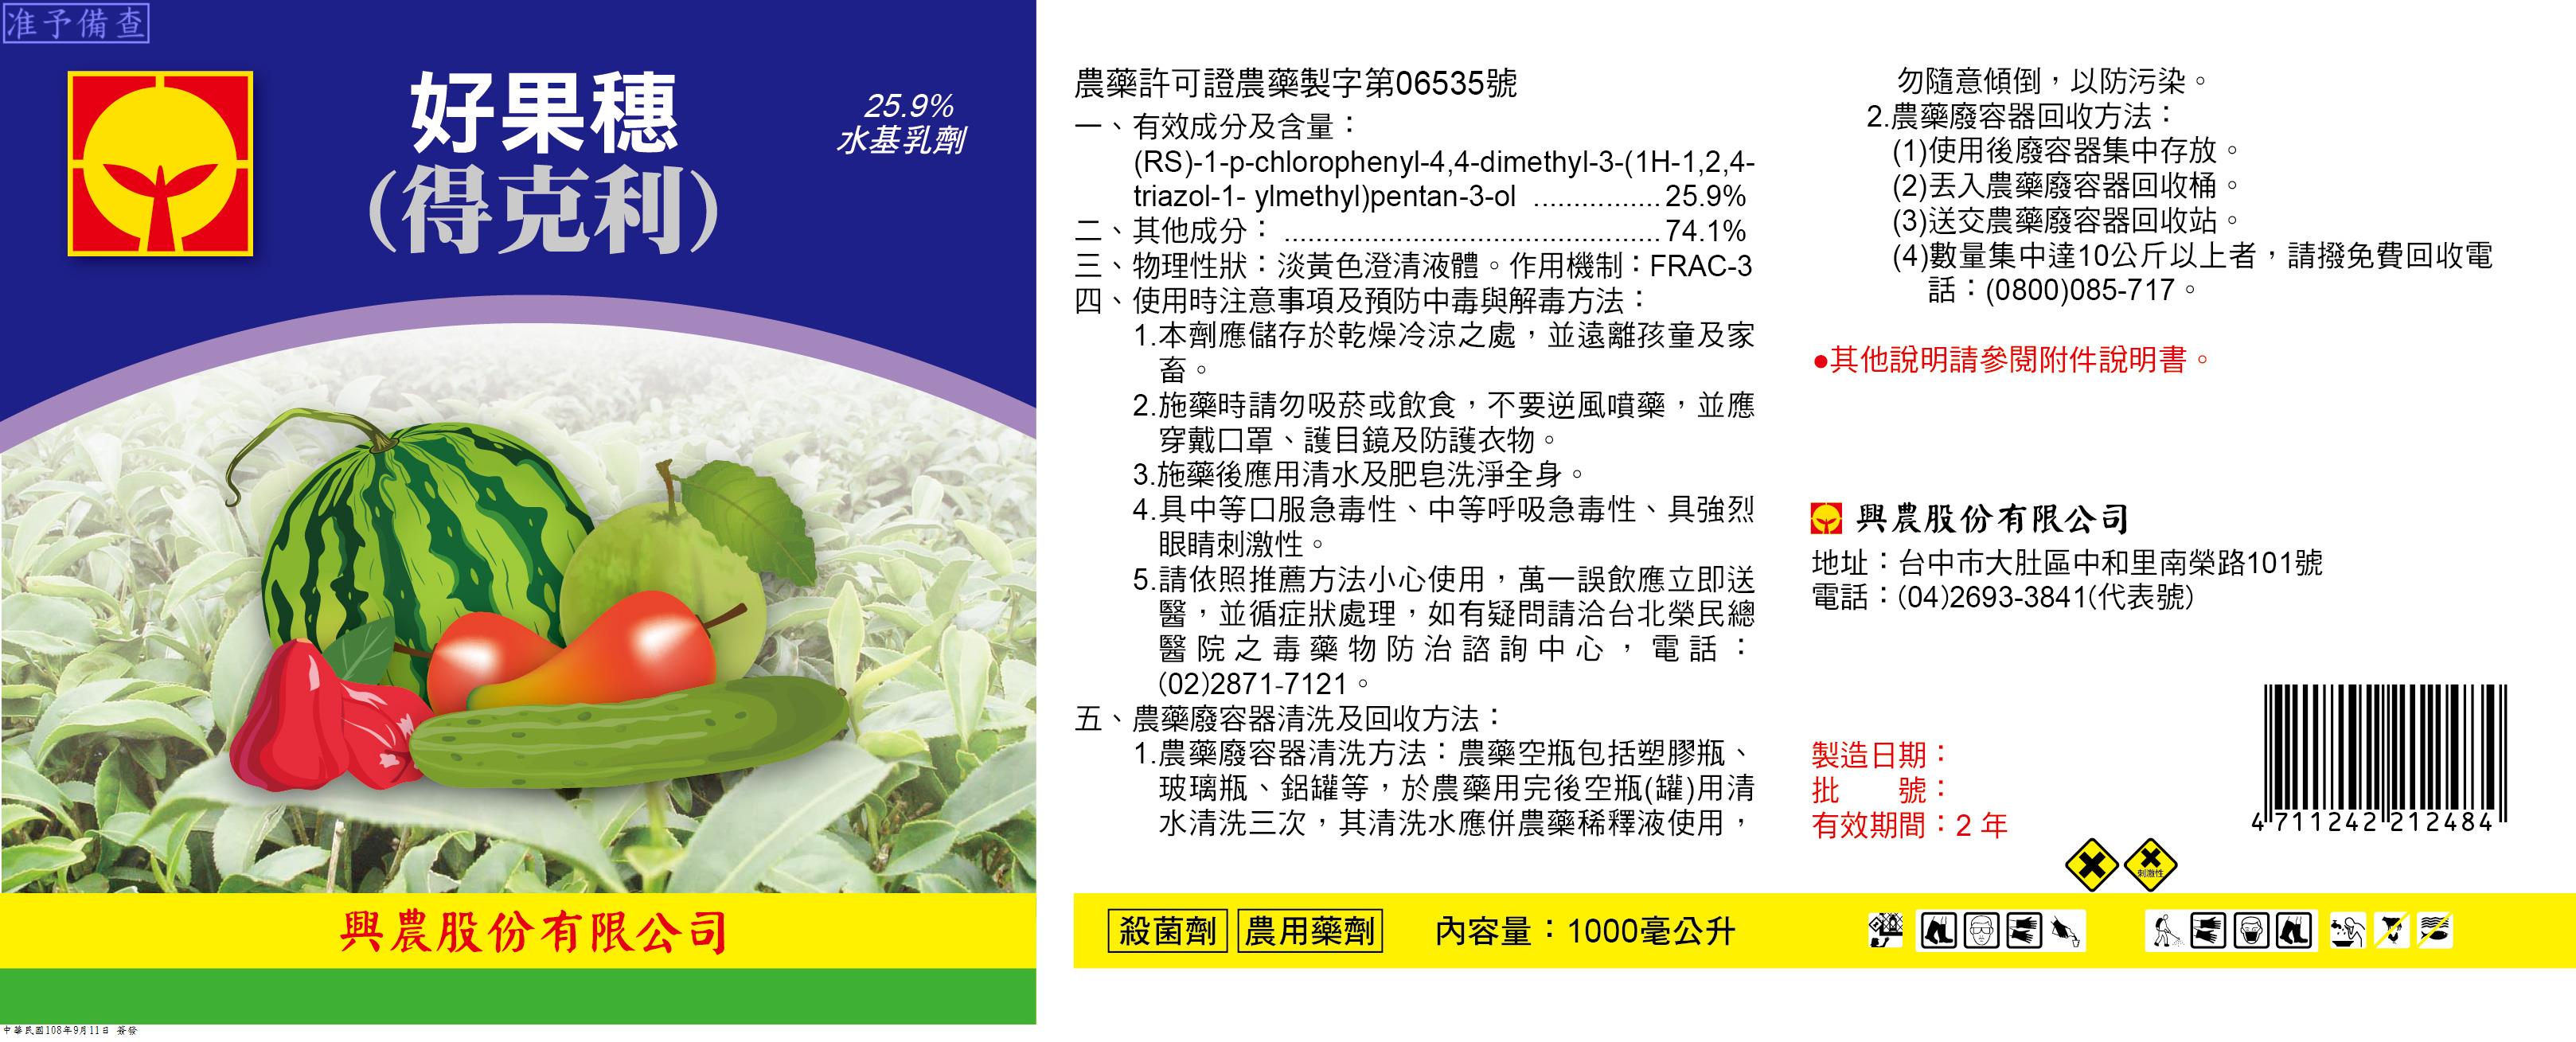 准予備查
好果穗
(得克利)
25.9%
水基乳劑
興農股份有限公司
中華民國108年9月11日 簽發
農藥許可證農藥製字第06535號
一、有效成分及含量：
(RS)-1-p-chlorophenyl-4,4-dimethyl-3-(1H-1,2,4-
triazol-1- ylmethyl)pentan-3-ol ................25.9%
二、其他成分：...............................................74.1%
三、物理性狀：淡黃色澄清液體。作用機制：FRAC-3
四、使用時注意事項及預防中毒與解毒方法：
1.本劑應儲存於乾燥冷涼之處，並遠離孩童及家
畜。
2.施藥時請勿吸菸或飲食，不要逆風噴藥，並應
穿戴口罩、護目鏡及防護衣物。
3.施藥後應用清水及肥皂洗淨全身。
4.具中等口服急毒性、中等呼吸急毒性、具強烈
眼睛刺激性。
5.請依照推薦方法小心使用，萬一誤飲應立即送
醫，並循症狀處理，如有疑問請洽台北榮民總
醫院之毒藥物防治諮詢中心，電話：
(02)2871-7121。
五、農藥廢容器清洗及回收方法：
1.農藥廢容器清洗方法：農藥空瓶包括塑膠瓶、
玻璃瓶、鋁罐等，於農藥用完後空瓶(罐)用清
水清洗三次，其清洗水應併農藥稀釋液使用，
勿隨意傾倒，以防污染。
2.農藥廢容器回收方法：
(1)使用後廢容器集中存放。
(2)丟入農藥廢容器回收桶。
(3)送交農藥廢容器回收站。
(4)數量集中達10公斤以上者，請撥免費回收電
話：(0800)085-717。
●其他說明請參閱附件說明書。
興農股份有限公司
地址：台中市大肚區中和里南榮路101號
電話：(04)2693-3841(代表號)
製造日期：
批　　號：
有效期間：2 年
4 711242 212484
刺激性
殺菌劑 農用藥劑 內容量：1000毫公升